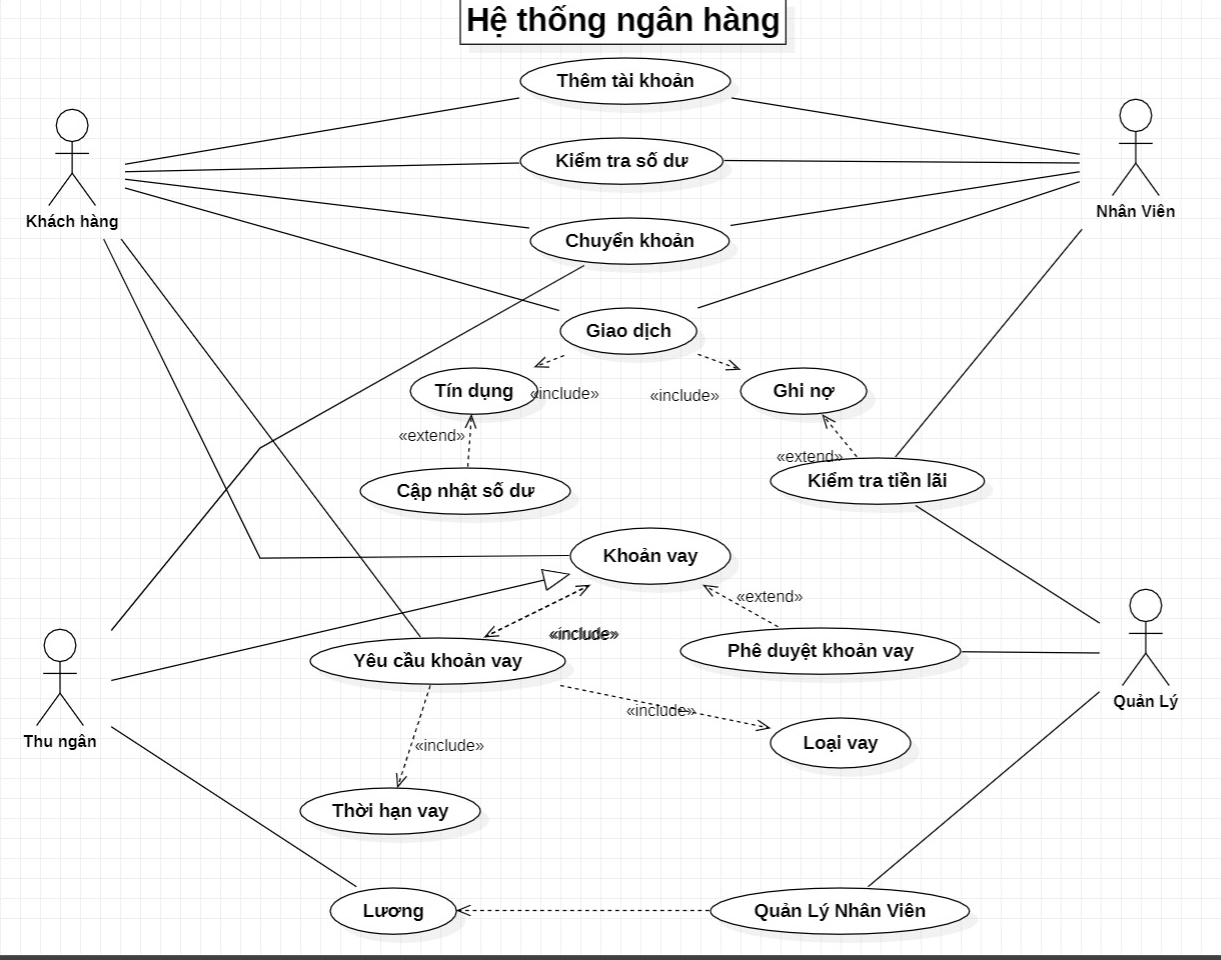 Hệ thống ngân hàng
Thêm tài khoản
Kiểm tra số dư
Khách hàng
Nhân Viên
Chuyển khoản
Giao dịch
Tín dụng
«include»
«include»
Ghi nợ
«extend»
«extend»
Cập nhật số dư
Kiểm tra tiền lãi
Khoản vay
«extend»
«include»
Yêu cầu khoản vay
Phê duyệt khoản vay
Quản Lý
«include»
Thu ngân
«include»
Loại vay
Thời hạn vay
Lương
Quản Lý Nhân Viên